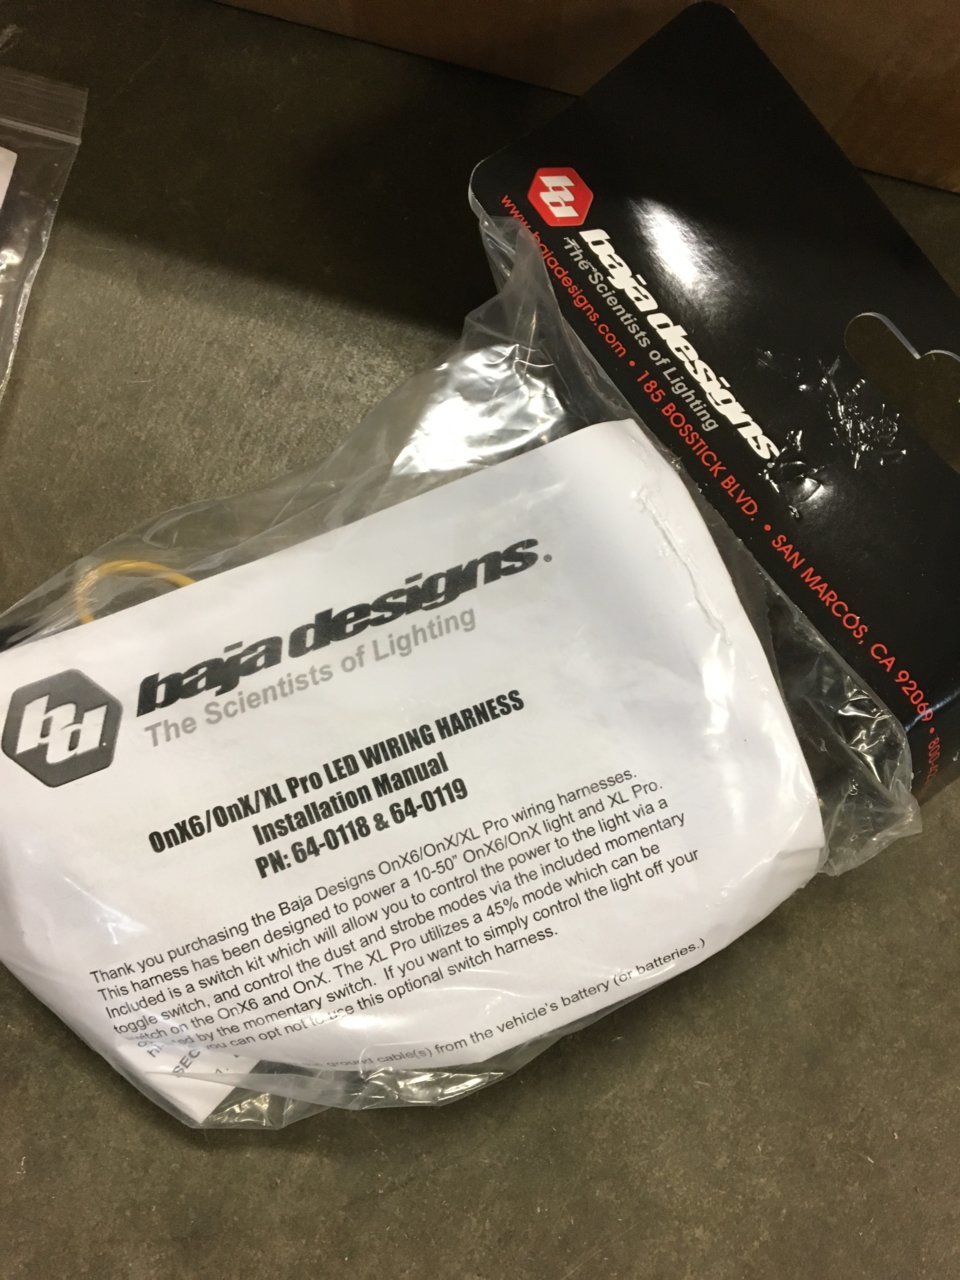 bd
baja designs
The Scientists of Lighting
www.bajadesigns.com • 185 BOSSTICK BLVD. • SAN MARCOS, CA 92069 •
bd
baja designs.
The Scientists of Lighting
OnX6/OnX/XL Pro LED WIRING HARNESS
Installation Manual
PN: 64-0118 & 64-0119
Thank you purchasing the Baja Designs OnX6/OnX/XL Pro wiring harnesses.
This harness has been designed to power a 10-50" OnX6/OnX light and XL Pro.
Included is a switch kit which will allow you to control the power to the light via a
toggle switch, and control the dust and strobe modes via the included momentary
switch on the OnX6 and OnX. The XL Pro utilizes a 45% mode which can be
by the momentary switch. If you want to simply control the light off your
you can opt not to use this optional switch harness.
SEC
1. ground cable(s) from the vehicle's battery (or batteries.)